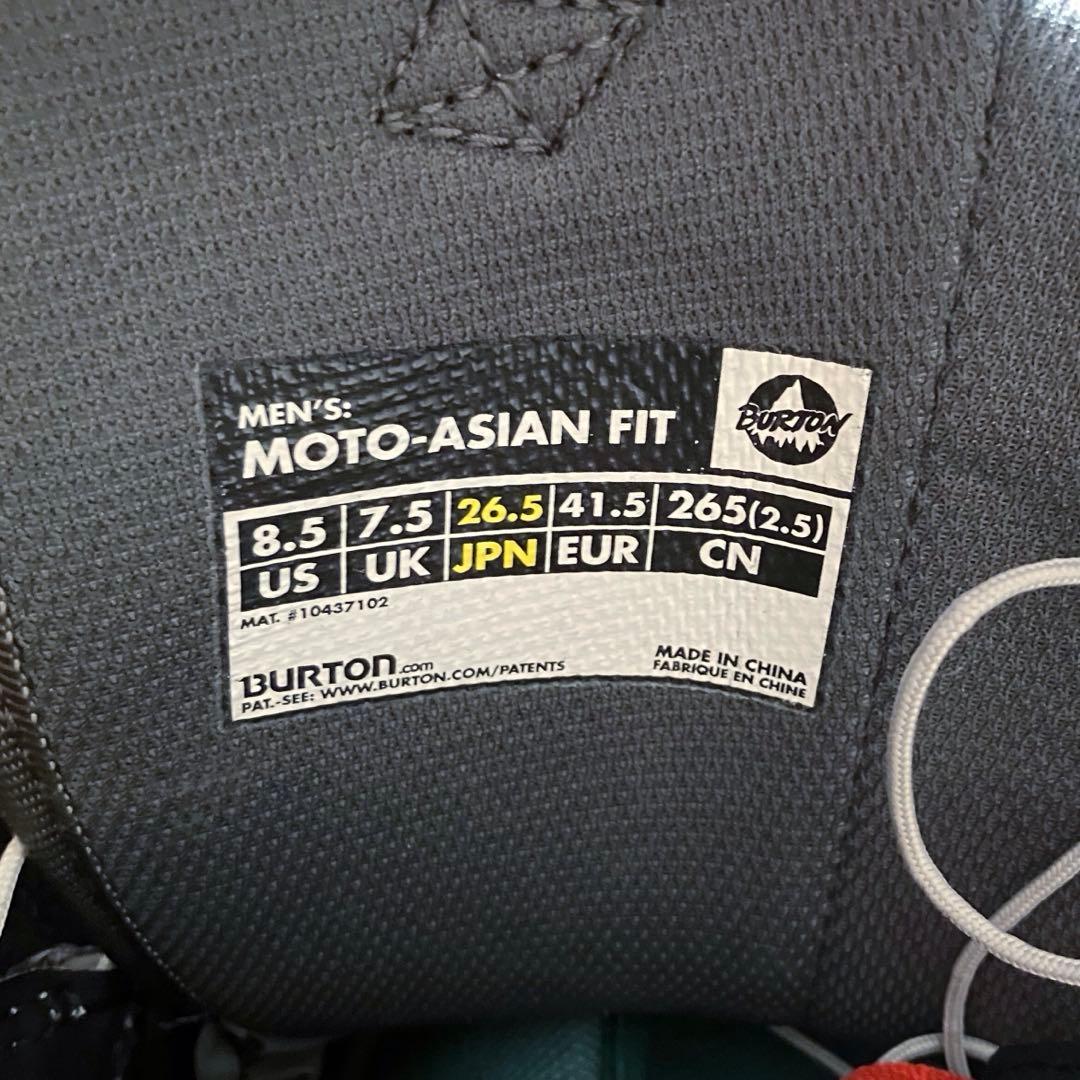 MEN'S:
MOTO-ASIAN FIT
BURTON
8.5 7.5 26.5 41.5 265(2.5)
US UK JPN EUR CN
MAT. #10437102
BURTON.com
PAT.-SEE: WWW.BURTON.COM/PATENTS
MADE IN CHINA
FABRIQUE EN CHINE